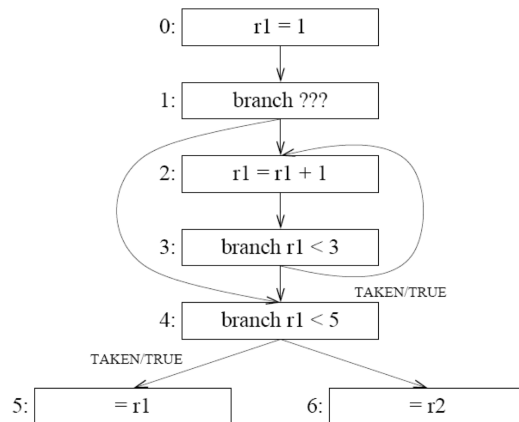 0: r1 = 1
1: branch ???
2: r1 = r1 + 1
3: branch r1 < 3
TAKEN/TRUE
4: branch r1 < 5
TAKEN/TRUE
5: = r1 6: = r2